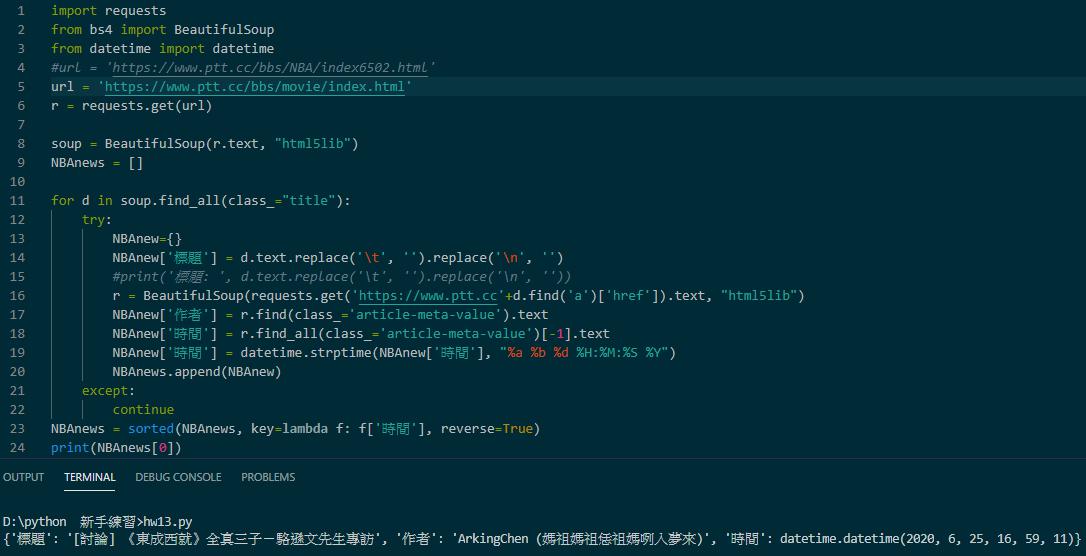 1 import requests
2 from bs4 import BeautifulSoup
3 from datetime import datetime
4 #url = 'https://www.ptt.cc/bbs/NBA/index6502.html'
5 url = 'https://www.ptt.cc/bbs/movie/index.html'
6 r = requests.get(url)
7
8 soup = BeautifulSoup(r.text, "html5lib")
9 NBAnews = []
10
11 for d in soup.find_all(class_="title"):
12     try:
13         NBAnew={}
14         NBAnew['標題'] = d.text.replace('\t', '').replace('\n', '')
15         #print('標題: ', d.text.replace('\t', '').replace('\n', ''))
16         r = BeautifulSoup(requests.get('https://www.ptt.cc'+d.find('a')['href']).text, "html5lib")
17         NBAnew['作者'] = r.find(class_='article-meta-value').text
18         NBAnew['時間'] = r.find_all(class_='article-meta-value')[-1].text
19         NBAnew['時間'] = datetime.strptime(NBAnew['時間'], "%a %b %d %H:%M:%S %Y")
20         NBAnews.append(NBAnew)
21     except:
22         continue
23 NBAnews = sorted(NBAnews, key=lambda f: f['時間'], reverse=True)
24 print(NBAnews[0])
OUTPUT TERMINAL DEBUG CONSOLE PROBLEMS
D:\python 新手練習>hw13.py
{'標題': '[討論] 《東成西就》全真三子－駱遜文先生專訪', '作者': 'ArkingChen (媽祖媽祖恁祖媽咧入夢來)', '時間': datetime.datetime(2020, 6, 25, 16, 59, 11)}